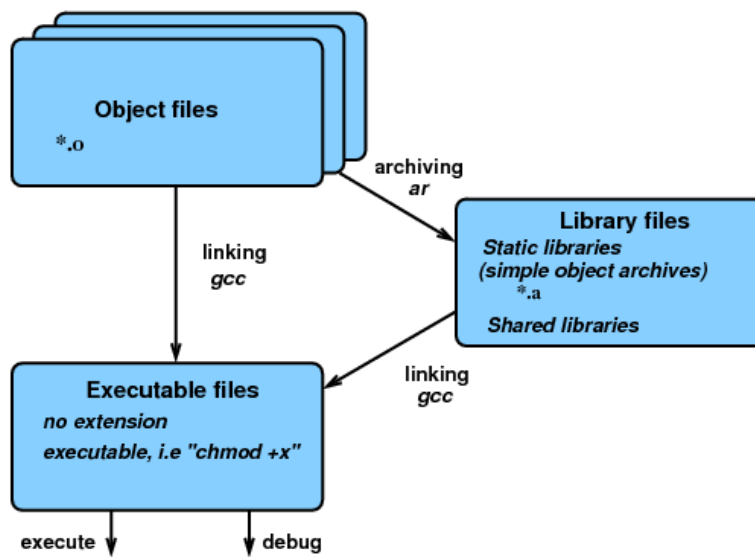 Object files
*.o
archiving
ar
Library files
Static libraries
(simple object archives)
*.a
Shared libraries
linking
gcc
linking
gcc
Executable files
no extension
executable, i.e "chmod +x"
execute
debug